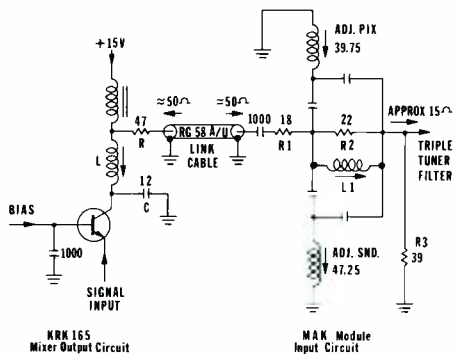 +15V
ADJ. PIX
39.75
≈50Ω
≈50Ω
APPROX 15Ω
47
R
RG 58 A/U
LINK
CABLE
1000
18
R1
22
R2
TRIPLE
TUNER
FILTER
L
L1
12
C
BIAS
1000
ADJ. SND.
47.25
R3
39
SIGNAL
INPUT
KRK165
Mixer Output Circuit
MAK Module
Input Circuit